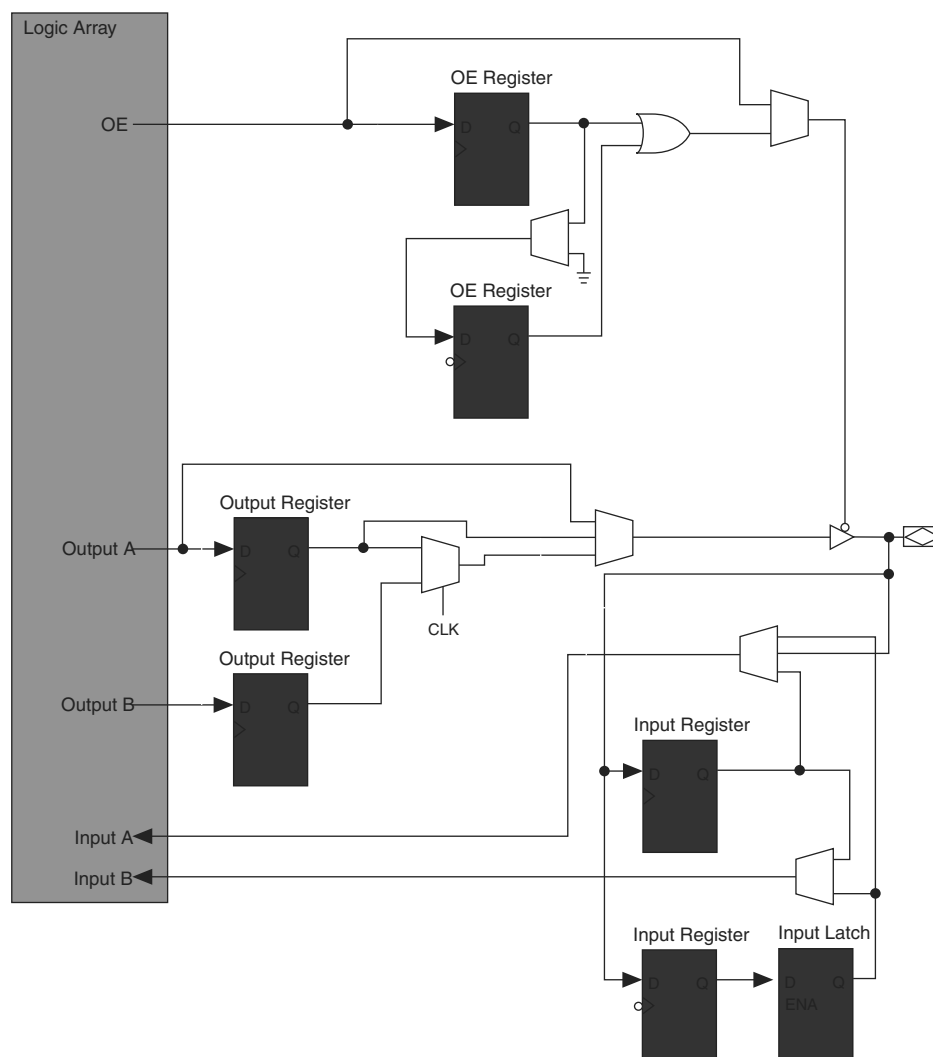 Logic Array
OE Register
OE
D Q
OE Register
D Q
Output Register
Output A
D Q
CLK
Output Register
Output B
D Q
Input Register
D Q
Input A
Input B
Input Register
Input Latch
D Q
D Q
ENA